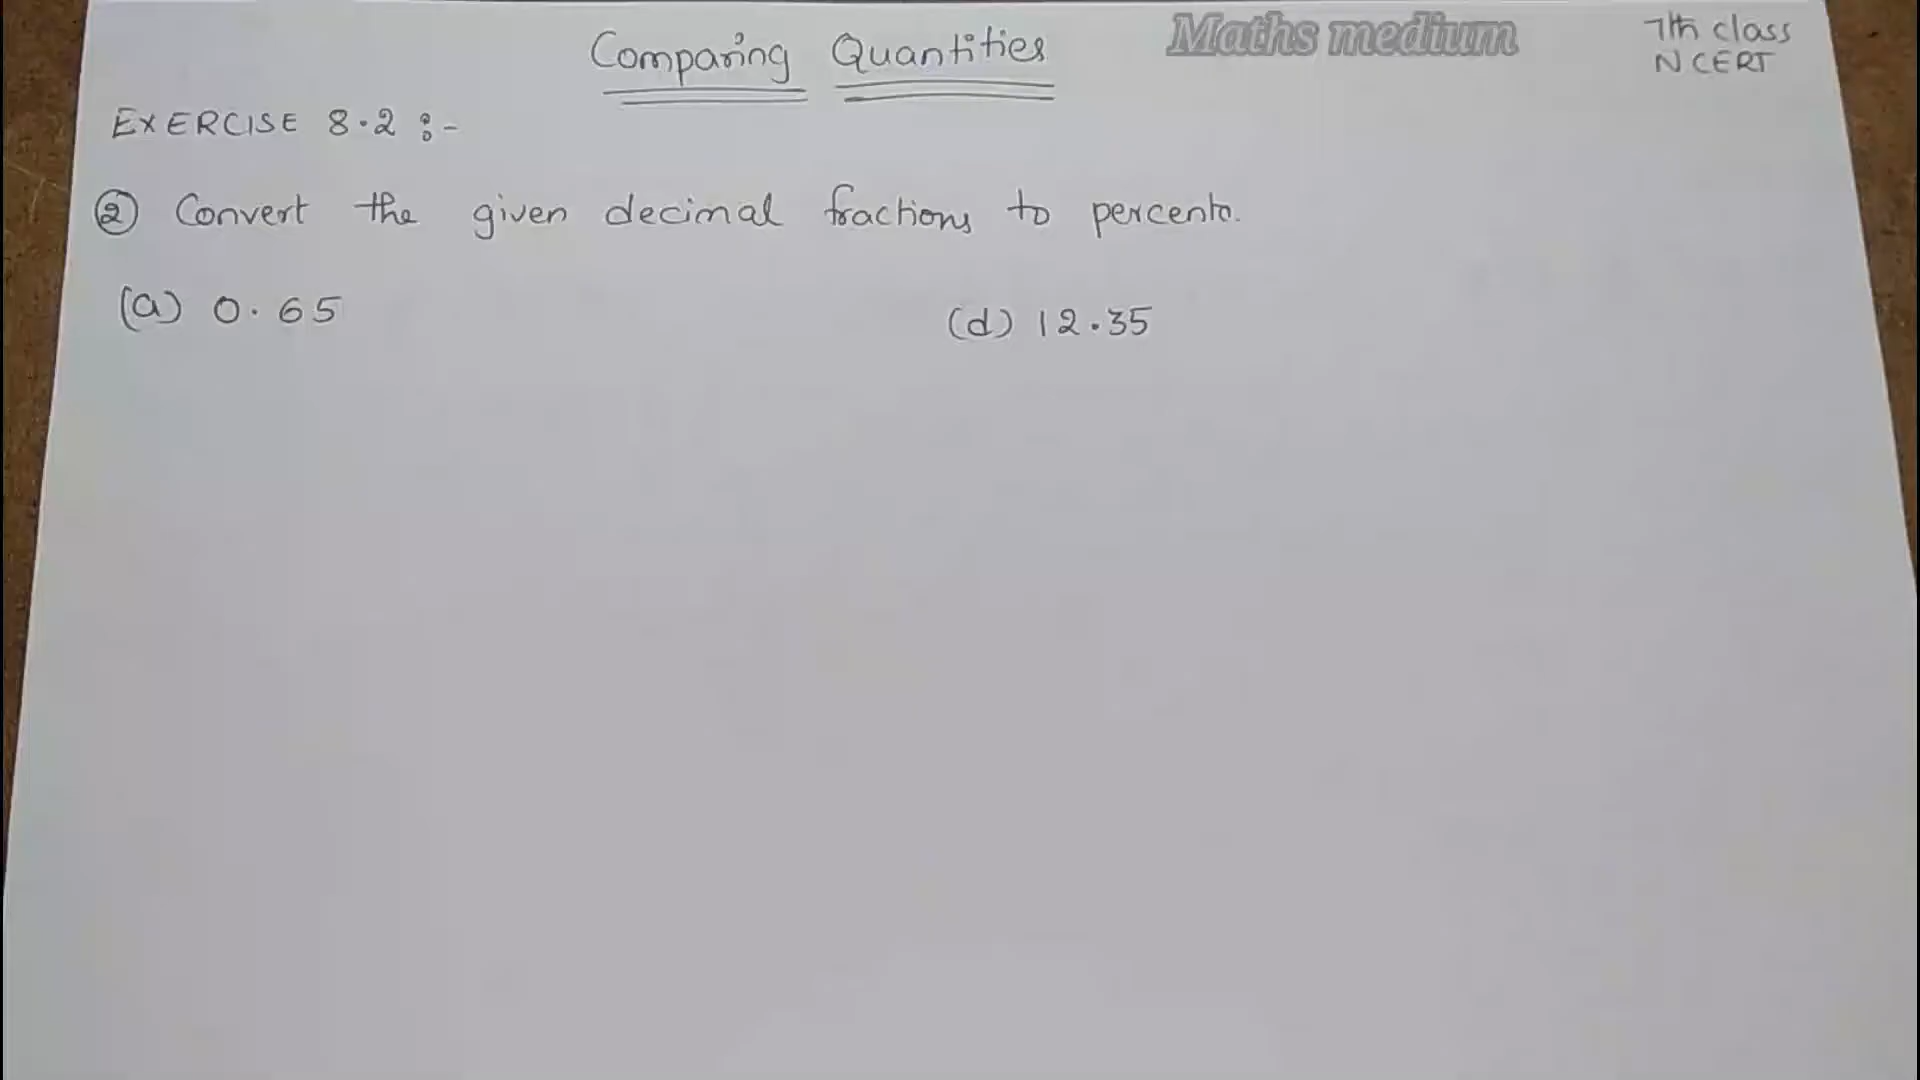 Comparing Quantities
Maths medium
7th class
NCERT
EXERCISE 8.2 :-
② Convert the given decimal fractions to percents.
(a) 0.65
(d) 12.35